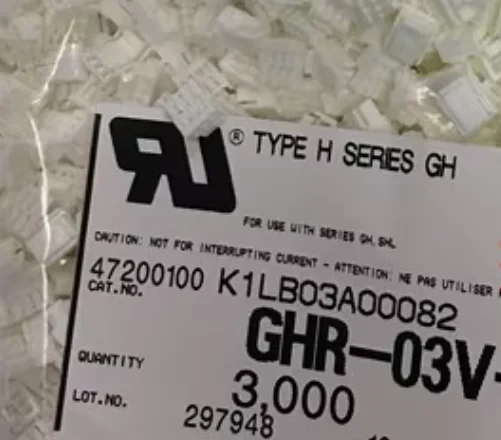 ® TYPE H SERIES GH
FOR USE WITH SERIES GH, SHL
CAUTION: NOT FOR INTERRUPTING CURRENT - ATTENTION: NE PAS UTILISER
47200100 K1LB03A00082
CAT.NO. GHR-03V-
QUANTITY 3,000
LOT.NO. 297948